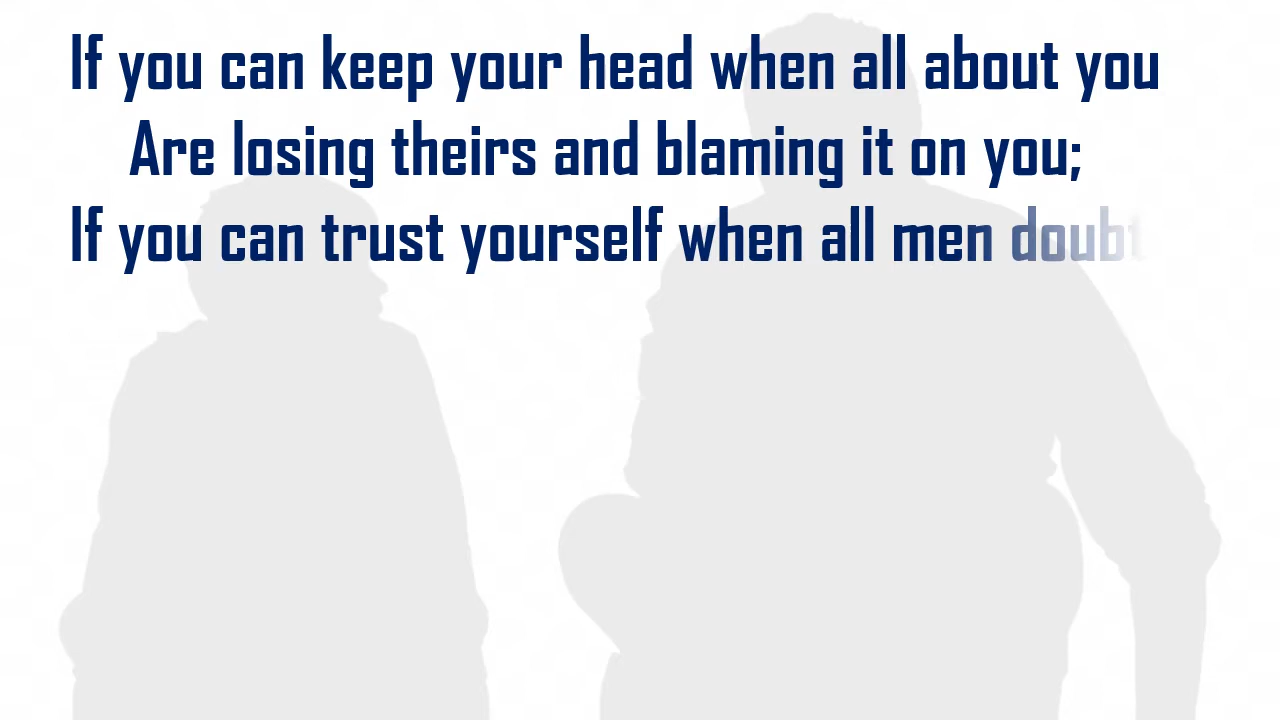 If you can keep your head when all about you
Are losing theirs and blaming it on you;
If you can trust yourself when all men doubt